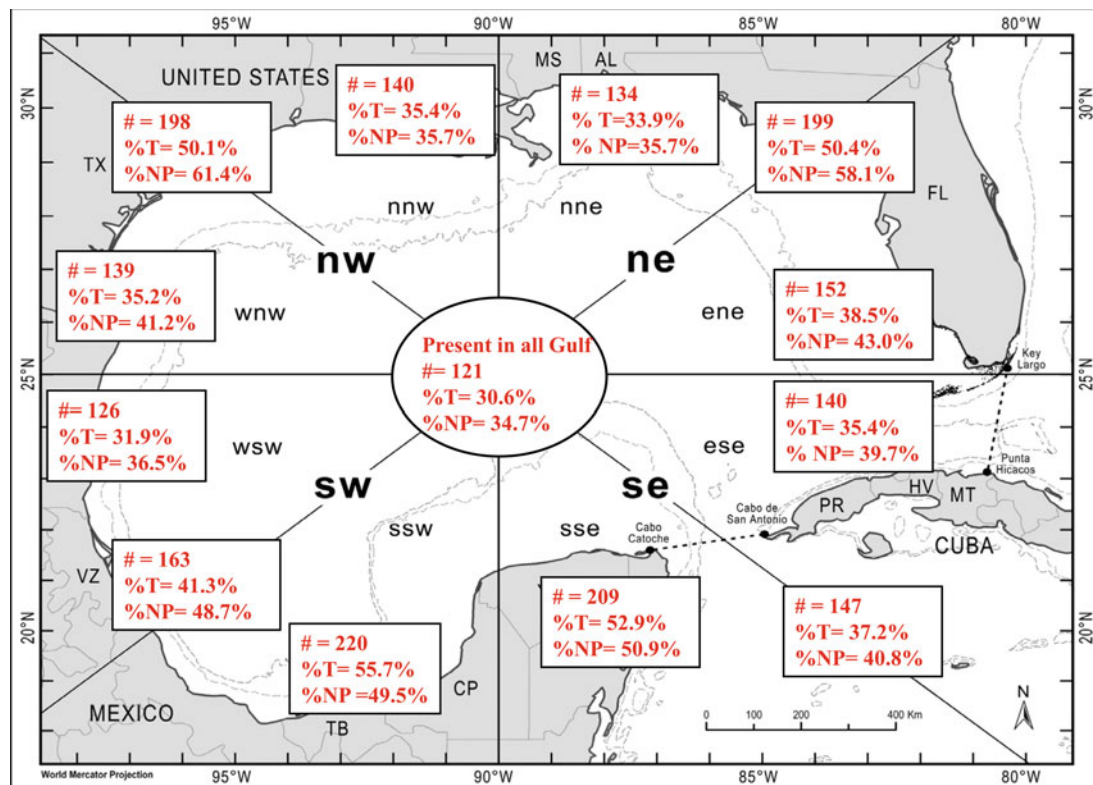 95°W 90°W 85°W 80°W
UNITED STATES
MS AL
30°N
30°N
# = 140
%T= 35.4%
%NP= 35.7%
# = 134
% T=33.9%
% NP=35.7%
# = 198
%T= 50.1%
%NP= 61.4%
# = 199
%T= 50.4%
%NP= 58.1%
TX
FL
nnw
nne
nw
ne
# = 139
%T= 35.2%
%NP= 41.2%
wnw
ene
#= 152
%T= 38.5%
%NP= 43.0%
Present in all Gulf
#= 121
%T= 30.6%
%NP= 34.7%
Key
Largo
25°N
25°N
#= 126
%T= 31.9%
%NP= 36.5%
wsw
ese
# = 140
%T= 35.4%
% NP= 39.7%
sw
se
Punta
Hicacos
HV
MT
PR
Cabo de
San Antonio
CUBA
ssw
sse
Cabo
Catoche
VZ
# = 163
%T= 41.3%
%NP= 48.7%
# = 209
%T= 52.9%
%NP= 50.9%
# = 147
%T= 37.2%
%NP= 40.8%
20°N
20°N
# = 220
%T= 55.7%
%NP =49.5%
CP
TB
MEXICO
N
0 200 400 Km
World Mercator Projection
95°W 90°W 85°W 80°W